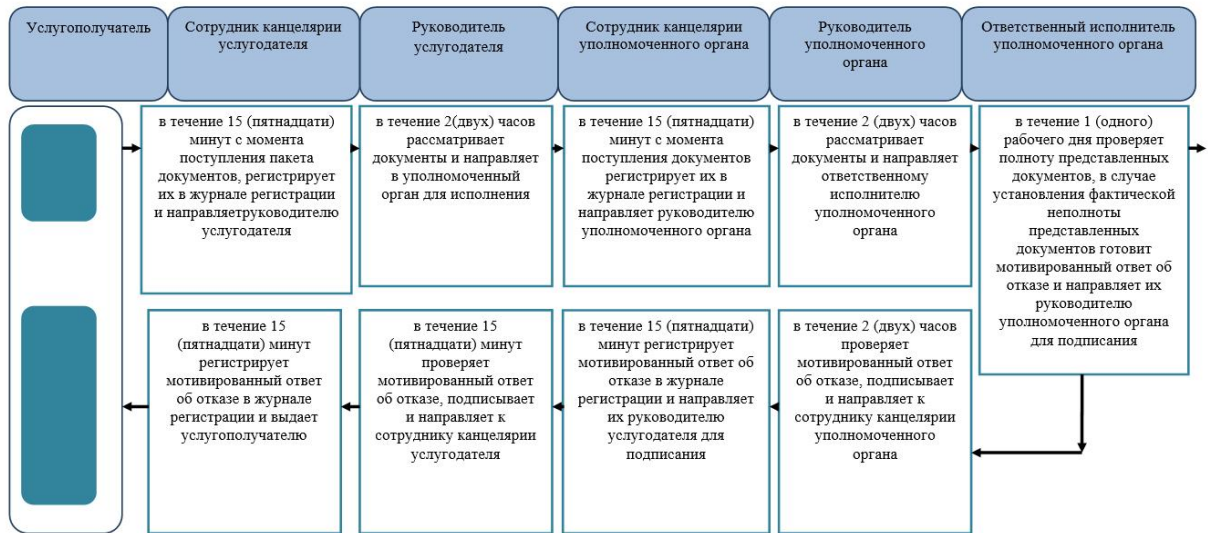 Услугополучатель
Сотрудник канцелярии
услугодателя
Руководитель
услугодателя
Сотрудник канцелярии
уполномоченного органа
Руководитель
уполномоченного
органа
Ответственный исполнитель
уполномоченного органа
в течение 15 (пятнадцати)
минут с момента
поступления пакета
документов, регистрирует
их в журнале регистрации
и направляетруководителю
услугодателя
в течение 2(двух) часов
рассматривает
документы и направляет
в уполномоченный
орган для исполнения
в течение 15 (пятнадцати)
минут с момента
поступления документов
регистрирует их в
журнале регистрации и
направляет руководителю
уполномоченного органа
в течение 2 (двух) часов
рассматривает
документы и направляет
ответственному
исполнителю
уполномоченного
органа
в течение 1 (одного)
рабочего дня проверяет
полноту представленных
документов, в случае
установления фактической
неполноты
представленных
документов готовит
мотивированный ответ об
отказе и направляет их
руководителю
уполномоченного органа
для подписания
в течение 15
(пятнадцати) минут
регистрирует
мотивированный ответ
об отказе в журнале
регистрации и выдает
услугополучателю
в течение 15
(пятнадцати) минут
проверяет
мотивированный ответ
об отказе, подписывает
и направляет к
сотруднику канцелярии
услугодателя
в течение 15 (пятнадцати)
минут регистрирует
мотивированный ответ об
отказе в журнале
регистрации и направляет
их руководителю
услугодателя для
подписания
в течение 2 (двух) часов
проверяет
мотивированный ответ
об отказе, подписывает
и направляет к
сотруднику канцелярии
уполномоченного
органа